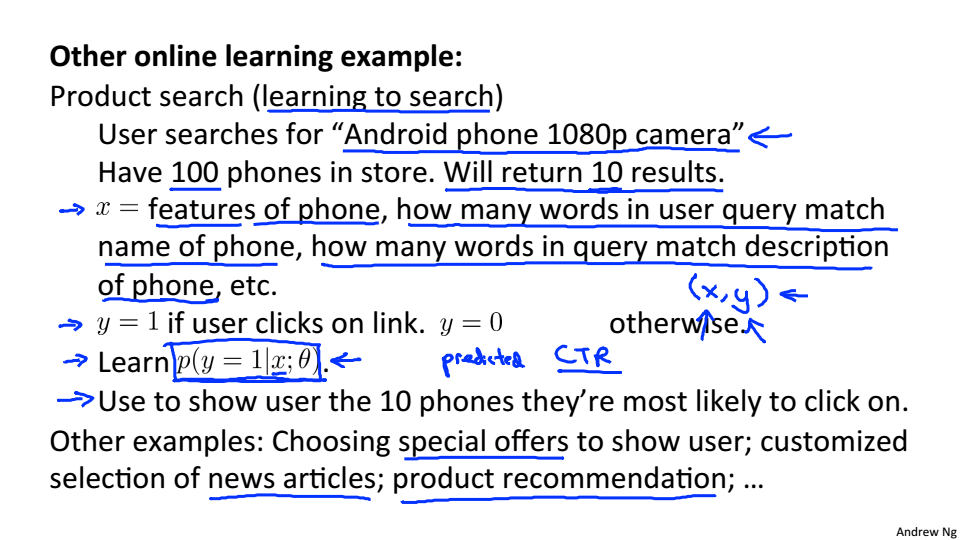 Other online learning example:
Product search (learning to search)
User searches for “Android phone 1080p camera”
Have 100 phones in store. Will return 10 results.
x = features of phone, how many words in user query match
name of phone, how many words in query match description
of phone, etc.
(x, y)
y = 1 if user clicks on link. y = 0 otherwise.
Learn p(y = 1|x; θ). predicted CTR
Use to show user the 10 phones they’re most likely to click on.
Other examples: Choosing special offers to show user; customized
selection of news articles; product recommendation; …
Andrew Ng